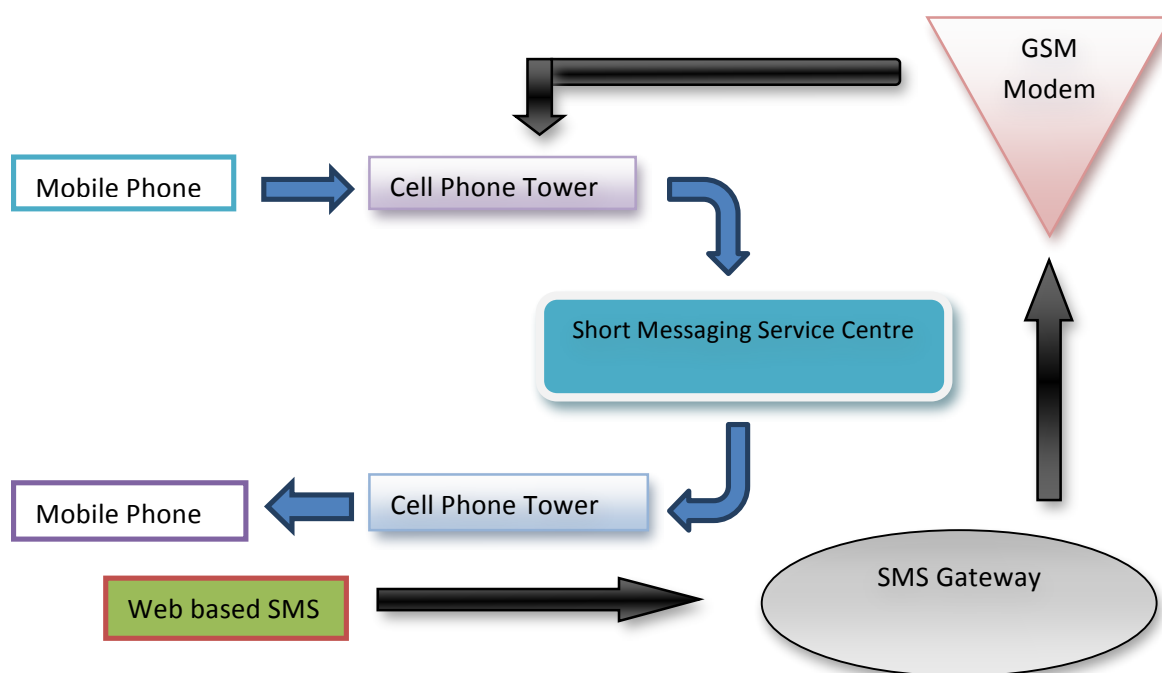 GSM
Modem
Mobile Phone
Cell Phone Tower
Short Messaging Service Centre
Mobile Phone
Cell Phone Tower
Web based SMS
SMS Gateway